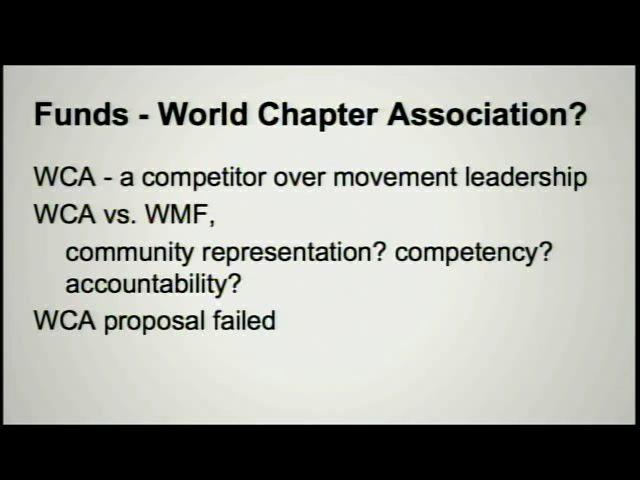 Funds - World Chapter Association?
WCA - a competitor over movement leadership
WCA vs. WMF,
community representation? competency?
accountability?
WCA proposal failed